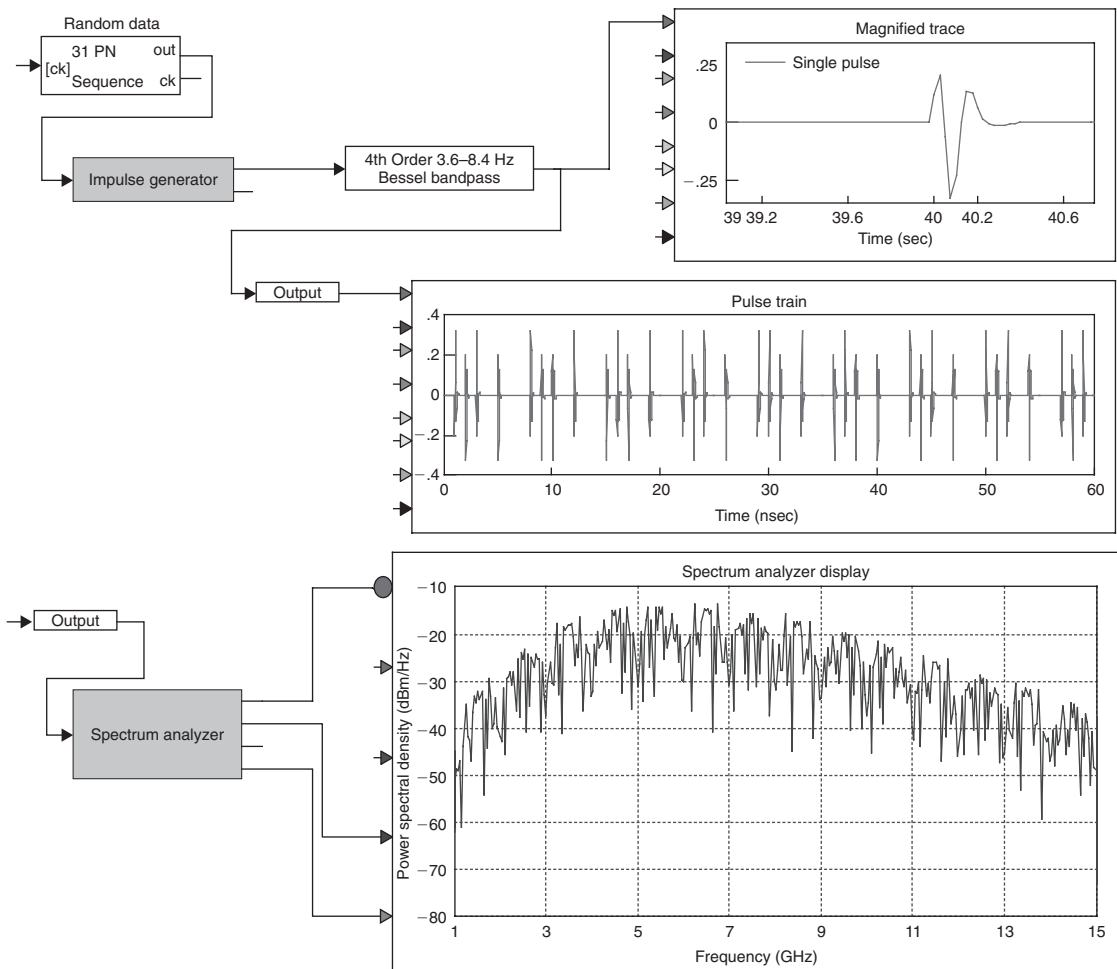 Random data
31 PN
out
[ck]
Sequence
ck
Impulse generator
4th Order 3.6–8.4 Hz
Bessel bandpass
Magnified trace
.25
0
−.25
Single pulse
39 39.2 39.6 40 40.2 40.6
Time (sec)
Output
Pulse train
.4
.2
0
−.2
−.4
0 10 20 30 40 50 60
Time (nsec)
Output
Spectrum analyzer
Spectrum analyzer display
Power spectral density (dBm/Hz)
−10
−20
−30
−40
−50
−60
−70
−80
1 3 5 7 9 11 13 15
Frequency (GHz)